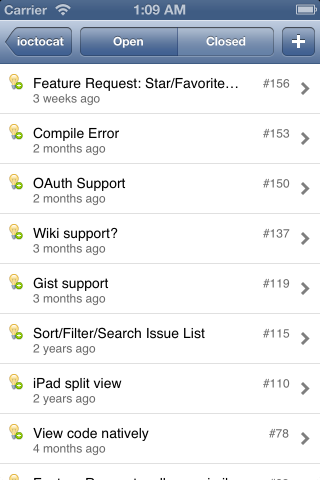 Carrier 1:09 AM
ioctocat Open Closed +
Feature Request: Star/Favorite… #156
3 weeks ago
Compile Error #153
2 months ago
OAuth Support #150
2 months ago
Wiki support? #137
3 months ago
Gist support #119
3 months ago
Sort/Filter/Search Issue List #115
2 years ago
iPad split view #110
2 years ago
View code natively #78
4 months ago